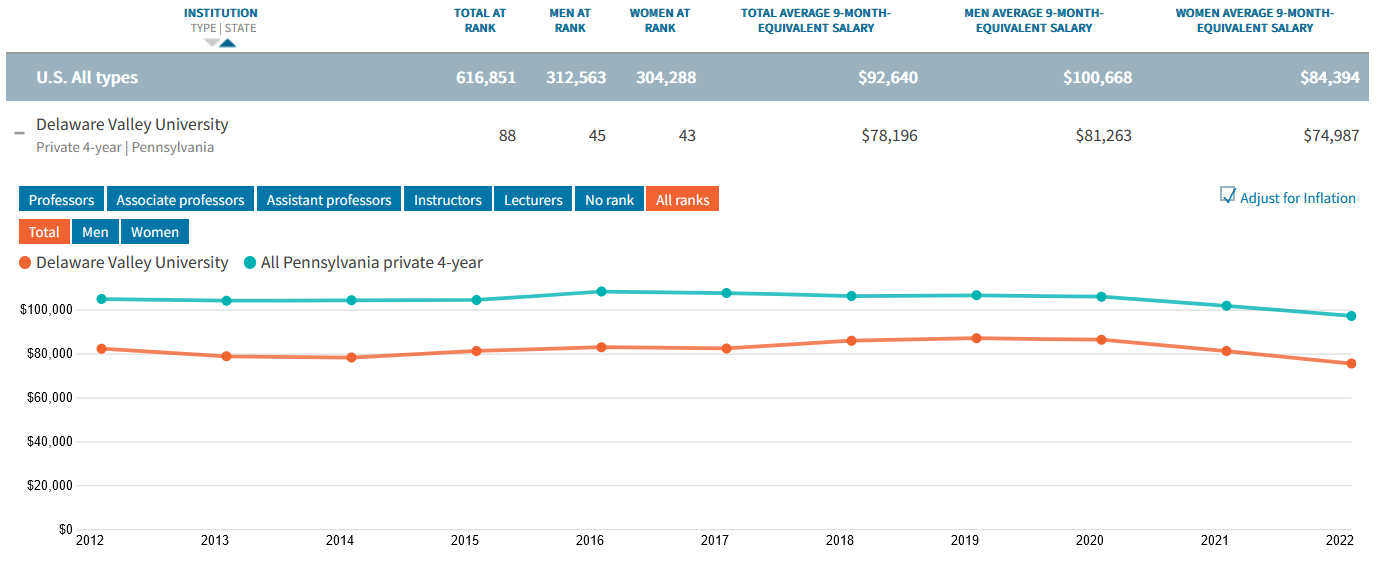 INSTITUTION
TYPE | STATE
TOTAL AT
RANK
MEN AT
RANK
WOMEN AT
RANK
TOTAL AVERAGE 9-MONTH-
EQUIVALENT SALARY
MEN AVERAGE 9-MONTH-
EQUIVALENT SALARY
WOMEN AVERAGE 9-MONTH-
EQUIVALENT SALARY
U.S. All types 616,851 312,563 304,288 $92,640 $100,668 $84,394
Delaware Valley University
Private 4-year | Pennsylvania
88 45 43 $78,196 $81,263 $74,987
Professors Associate professors Assistant professors Instructors Lecturers No rank All ranks
Adjust for Inflation
Total Men Women
Delaware Valley University All Pennsylvania private 4-year
$100,000
$80,000
$60,000
$40,000
$20,000
$0
2012 2013 2014 2015 2016 2017 2018 2019 2020 2021 2022